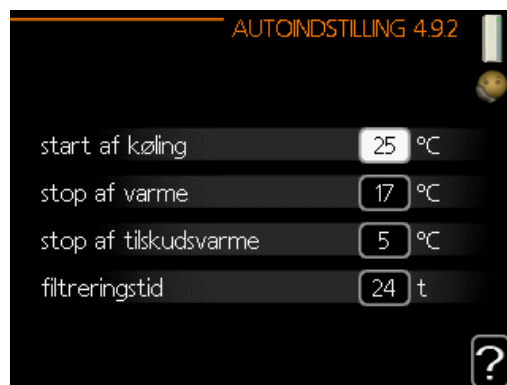 AUTOINDSTILLING 4.9.2
start af køling 25 °C
stop af varme 17 °C
stop af tilskudsvarme 5 °C
filtreringstid 24 t
?